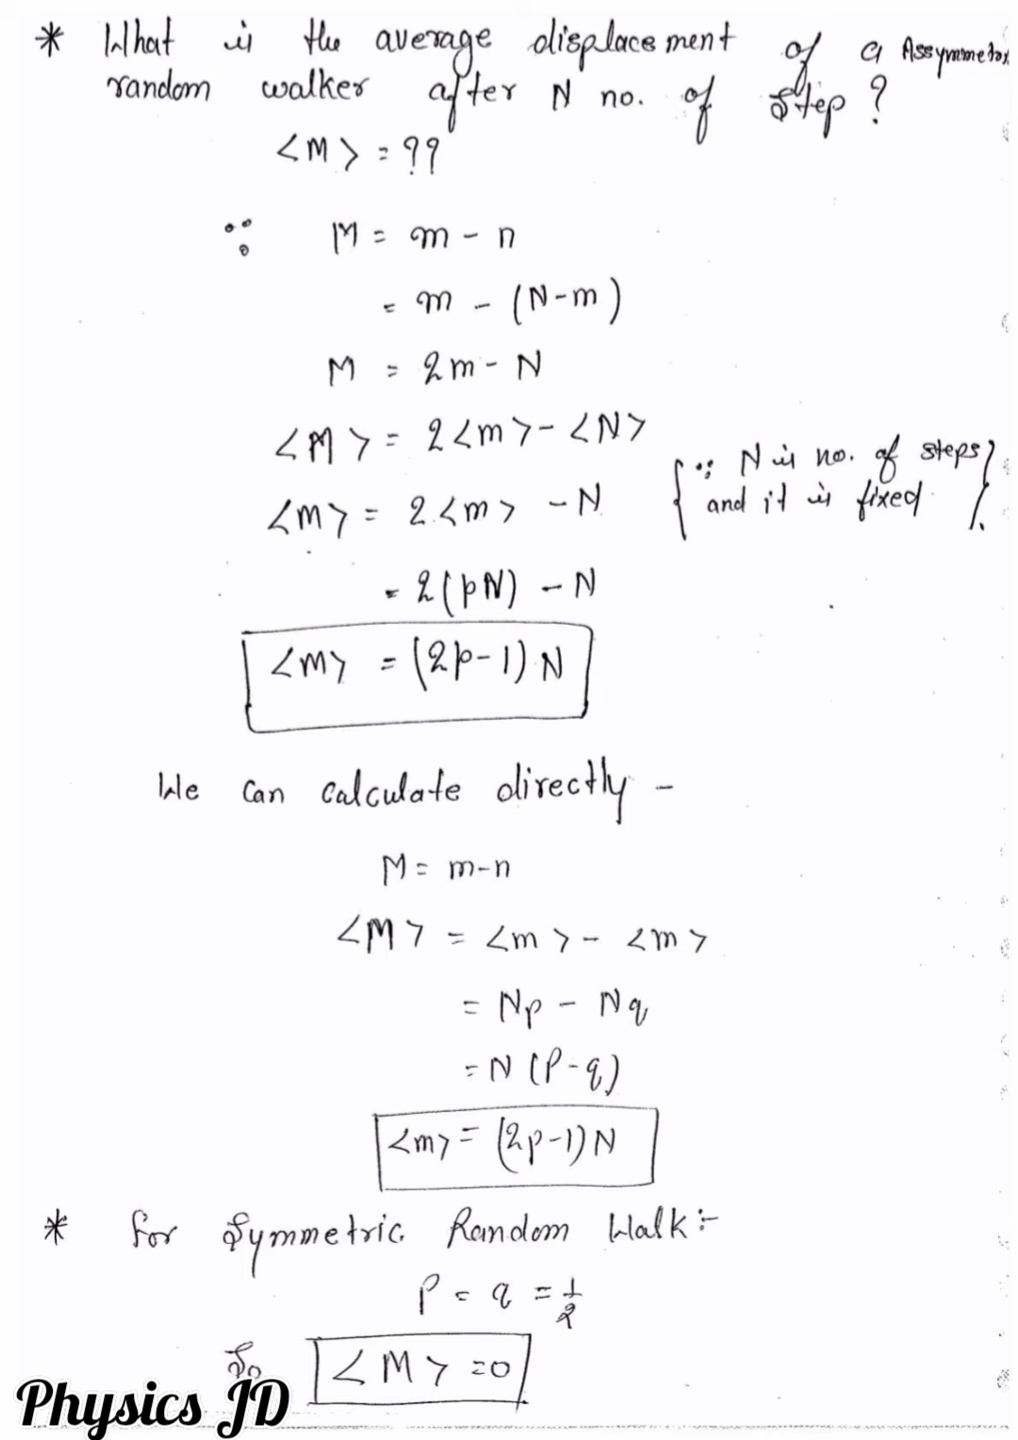 * What is the average displacement of a Assymmetr
random walker after N no. of Step ?
<M> = ??
∵ M = m - n
= m - (N-m)
M = 2m - N
<M> = 2<m> - <N>
{∵ N is no. of steps
and it is fixed }
<m> = 2<m> - N
= 2(pN) - N
<m> = (2p-1) N
We can calculate directly -
M = m-n
<M> = <m> - <m>
= Np - Nq
= N (P-q)
<m> = (2p-1) N
* for Symmetric Random Walk :-
P = q = 1/2
So <M> = 0
Physics JD